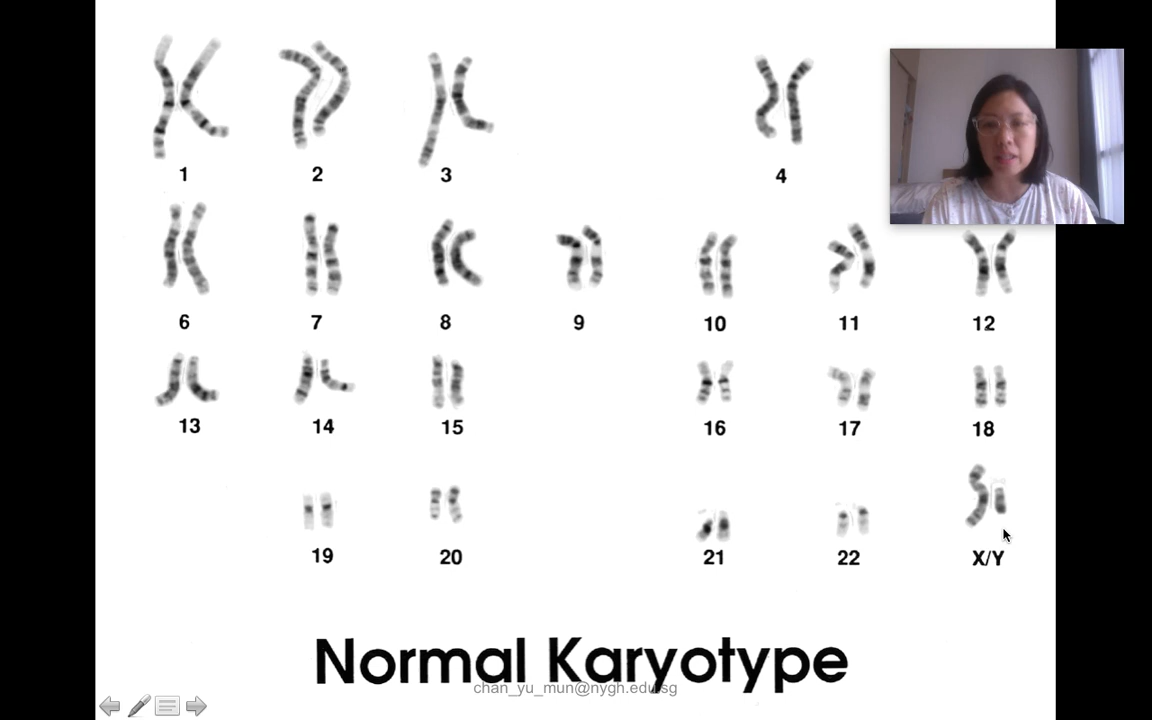 1 2 3 4
6 7 8 9 10 11 12
13 14 15 16 17 18
19 20 21 22 X/Y
Normal Karyotype
chan_yu_mun@nygh.edu.sg